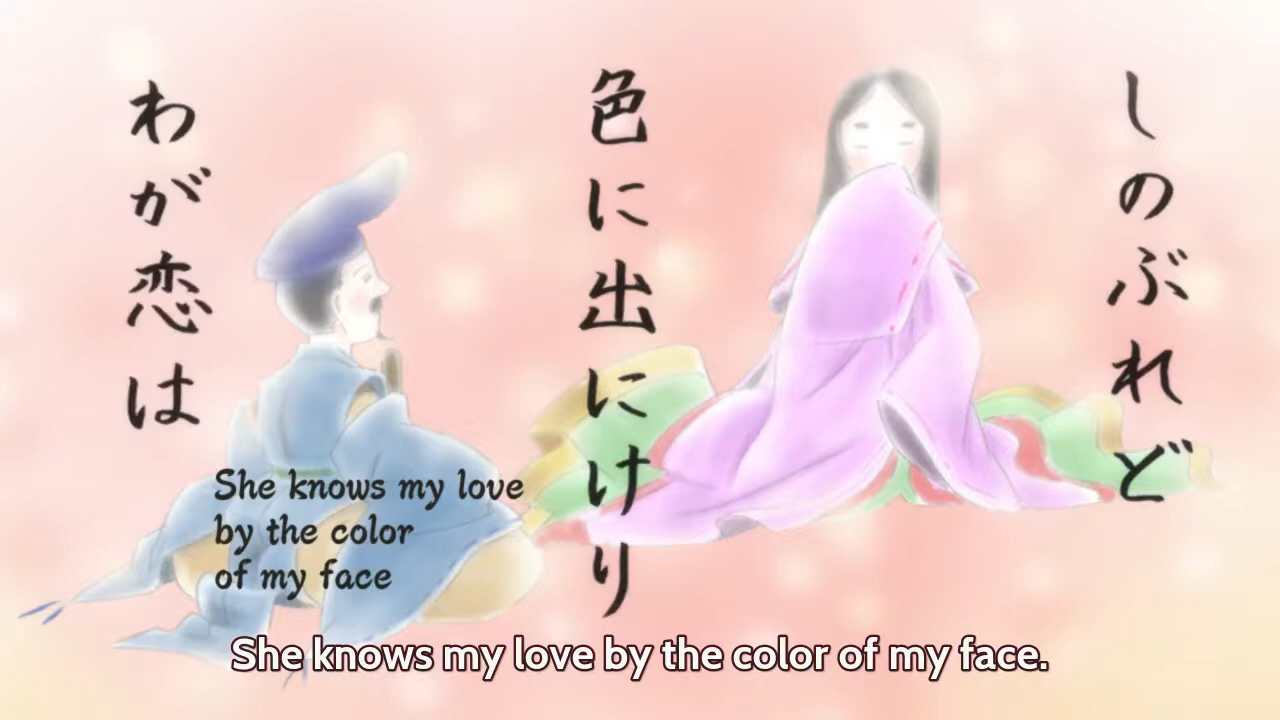 しのぶれど
色に出にけり
わが恋は
She knows my love
by the color
of my face
She knows my love by the color of my face.